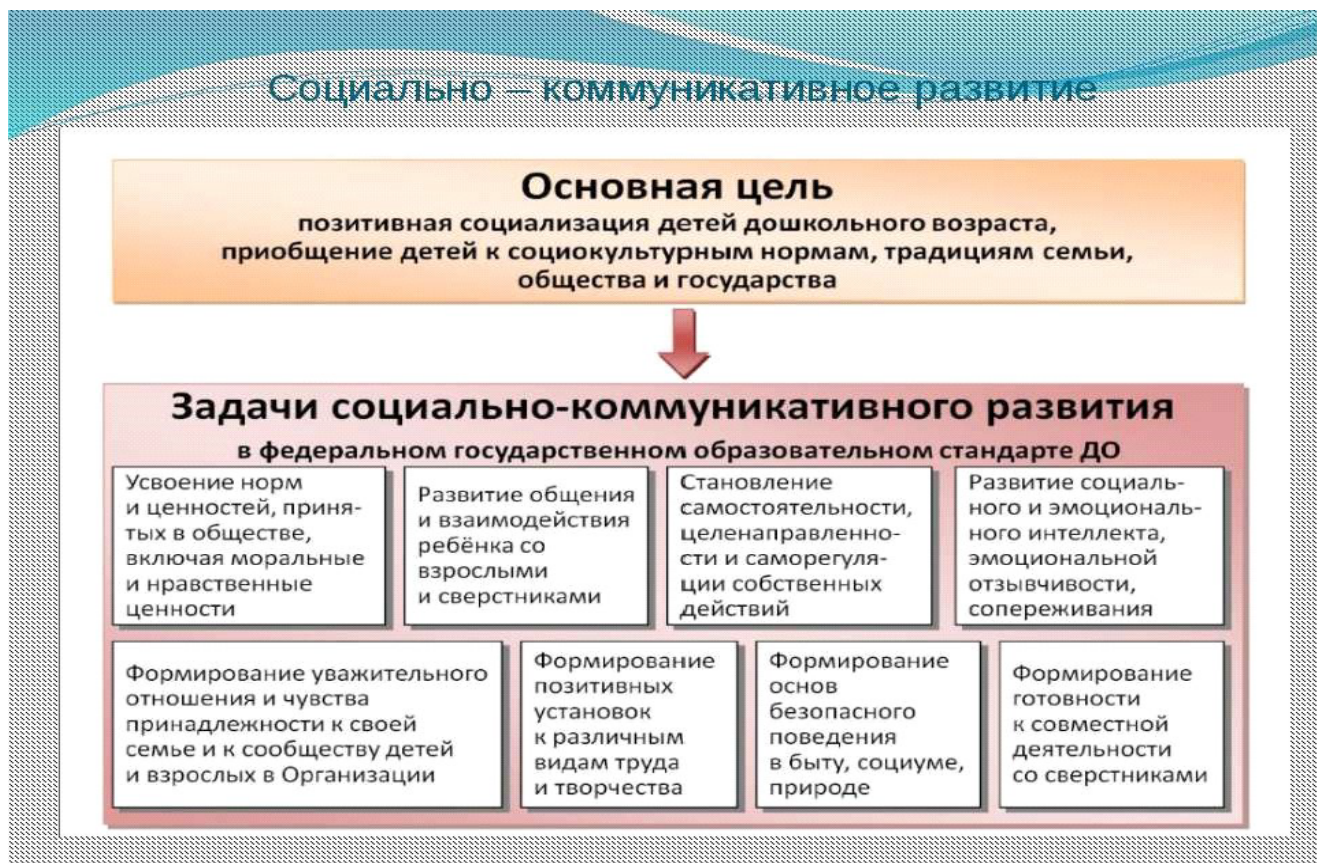 Социально – коммуникативное развитие
Основная цель
позитивная социализация детей дошкольного возраста,
приобщение детей к социокультурным нормам, традициям семьи,
общества и государства
Задачи социально-коммуникативного развития
в федеральном государственном образовательном стандарте ДО
Усвоение норм
и ценностей, приня-
тых в обществе,
включая моральные
и нравственные
ценности
Развитие общения
и взаимодействия
ребёнка со
взрослыми
и сверстниками
Становление
самостоятельности,
целенаправленно-
сти и саморегуля-
ции собственных
действий
Развитие социаль-
ного и эмоциональ-
ного интеллекта,
эмоциональной
отзывчивости,
сопереживания
Формирование уважительного
отношения и чувства
принадлежности к своей
семье и к сообществу детей
и взрослых в Организации
Формирование
позитивных
установок
к различным
видам труда
и творчества
Формирование
основ
безопасного
поведения
в быту, социуме,
природе
Формирование
готовности
к совместной
деятельности
со сверстниками